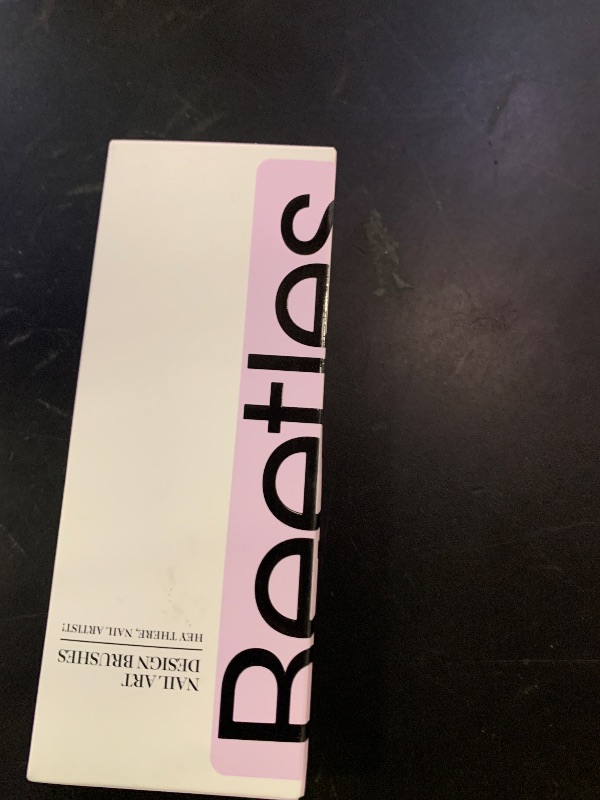 Beetles
NAIL ART
DESIGN BRUSHES
HEY THERE, NAIL ARTIST!